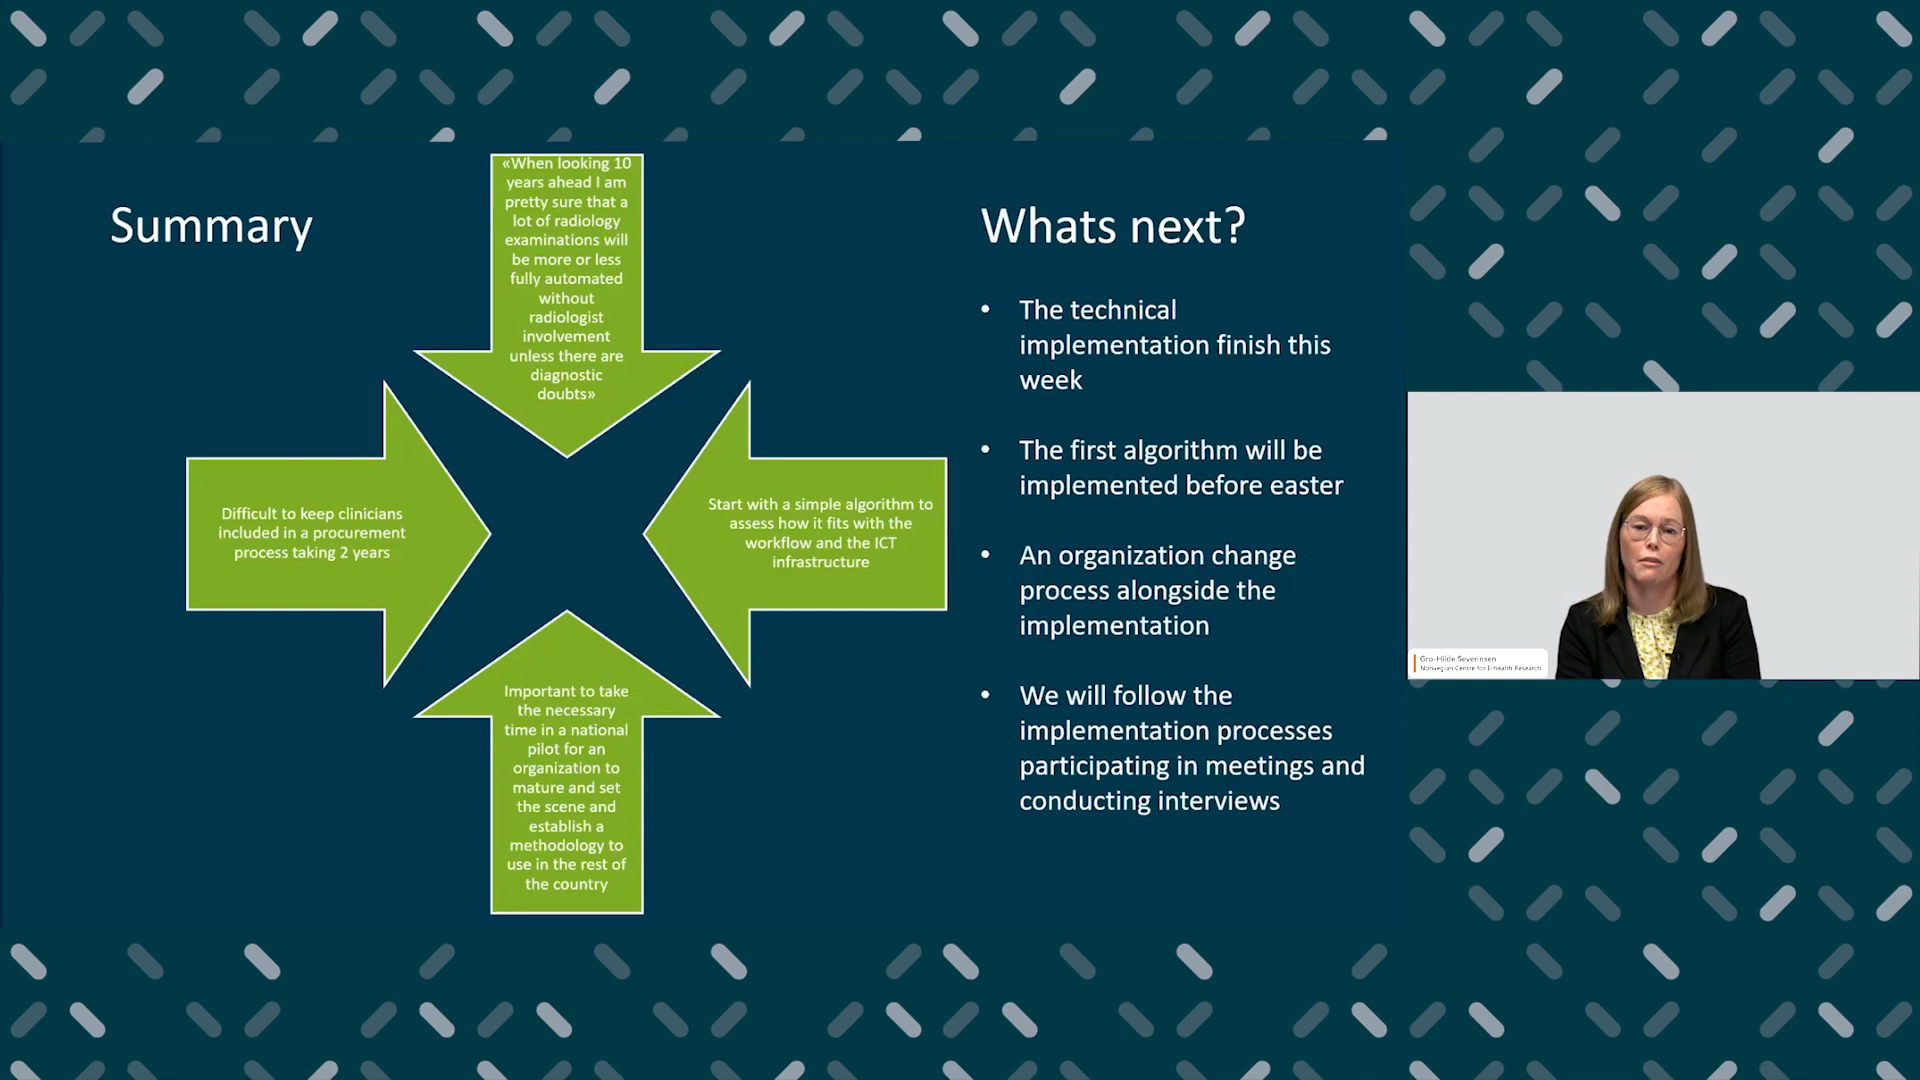 Summary
«When looking 10
years ahead I am
pretty sure that a
lot of radiology
examinations will
be more or less
fully automated
without
radiologist
involvement
unless there are
diagnostic
doubts»
Difficult to keep clinicians
included in a procurement
process taking 2 years
Start with a simple algorithm to
assess how it fits with the
workflow and the ICT
infrastructure
Important to take
the necessary
time in a national
pilot for an
organization to
mature and set
the scene and
establish a
methodology to
use in the rest of
the country
Whats next?
• The technical
implementation finish this
week
• The first algorithm will be
implemented before easter
• An organization change
process alongside the
implementation
• We will follow the
implementation processes
participating in meetings and
conducting interviews
Gro-Hilde Severinsen
Norwegian Centre for E-health Research